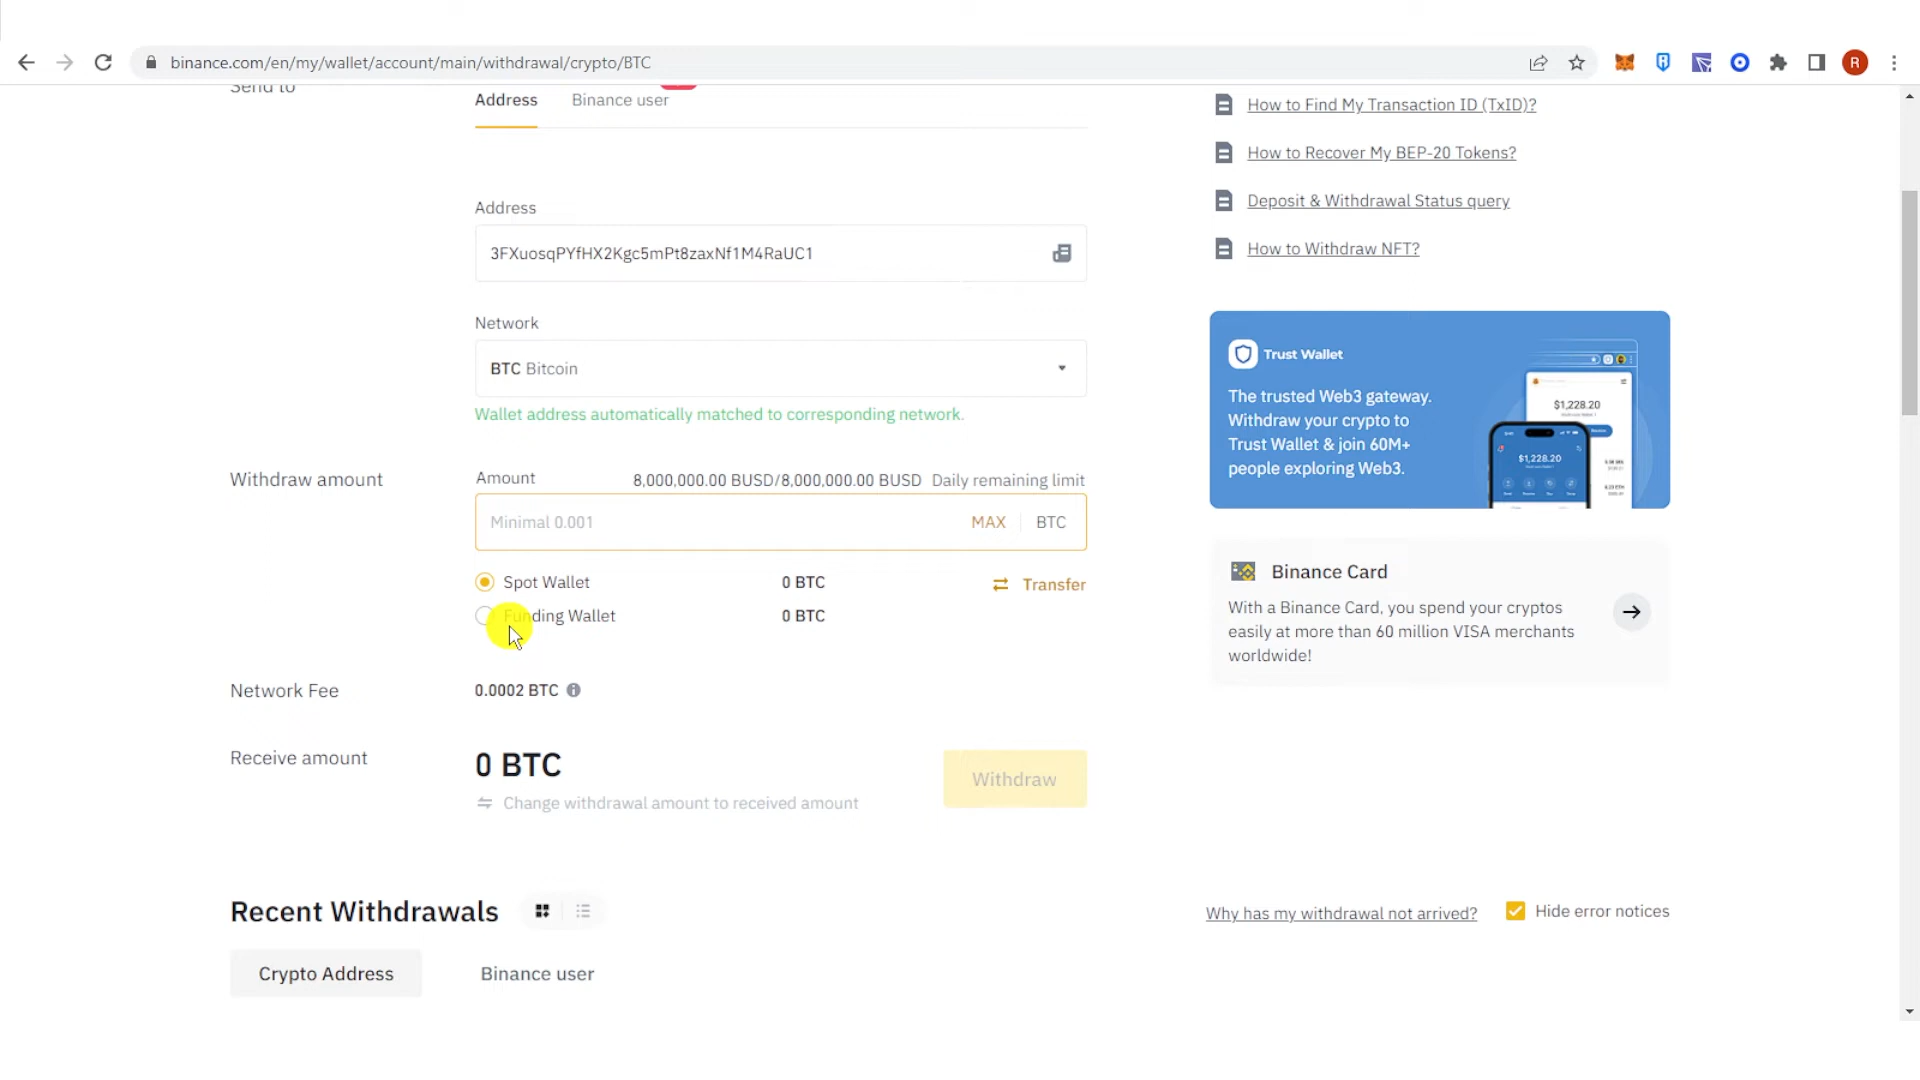 binance.com/en/my/wallet/account/main/withdrawal/crypto/BTC
R
Send to
Address
Binance user
Address
3FXuosqPYfHX2Kgc5mPt8zaxNf1M4RaUC1
Network
BTC Bitcoin
Wallet address automatically matched to corresponding network.
Withdraw amount
Amount
8,000,000.00 BUSD/8,000,000.00 BUSD Daily remaining limit
Minimal 0.001
MAX
BTC
Spot Wallet
0 BTC
Transfer
Funding Wallet
0 BTC
Network Fee
0.0002 BTC
Receive amount
0 BTC
Change withdrawal amount to received amount
Withdraw
How to Find My Transaction ID (TxID)?
How to Recover My BEP-20 Tokens?
Deposit & Withdrawal Status query
How to Withdraw NFT?
Trust Wallet
The trusted Web3 gateway.
Withdraw your crypto to
Trust Wallet & join 60M+
people exploring Web3.
$1,228.20
$1,228.20
Binance Card
With a Binance Card, you spend your cryptos
easily at more than 60 million VISA merchants
worldwide!
Recent Withdrawals
Why has my withdrawal not arrived?
Hide error notices
Crypto Address
Binance user